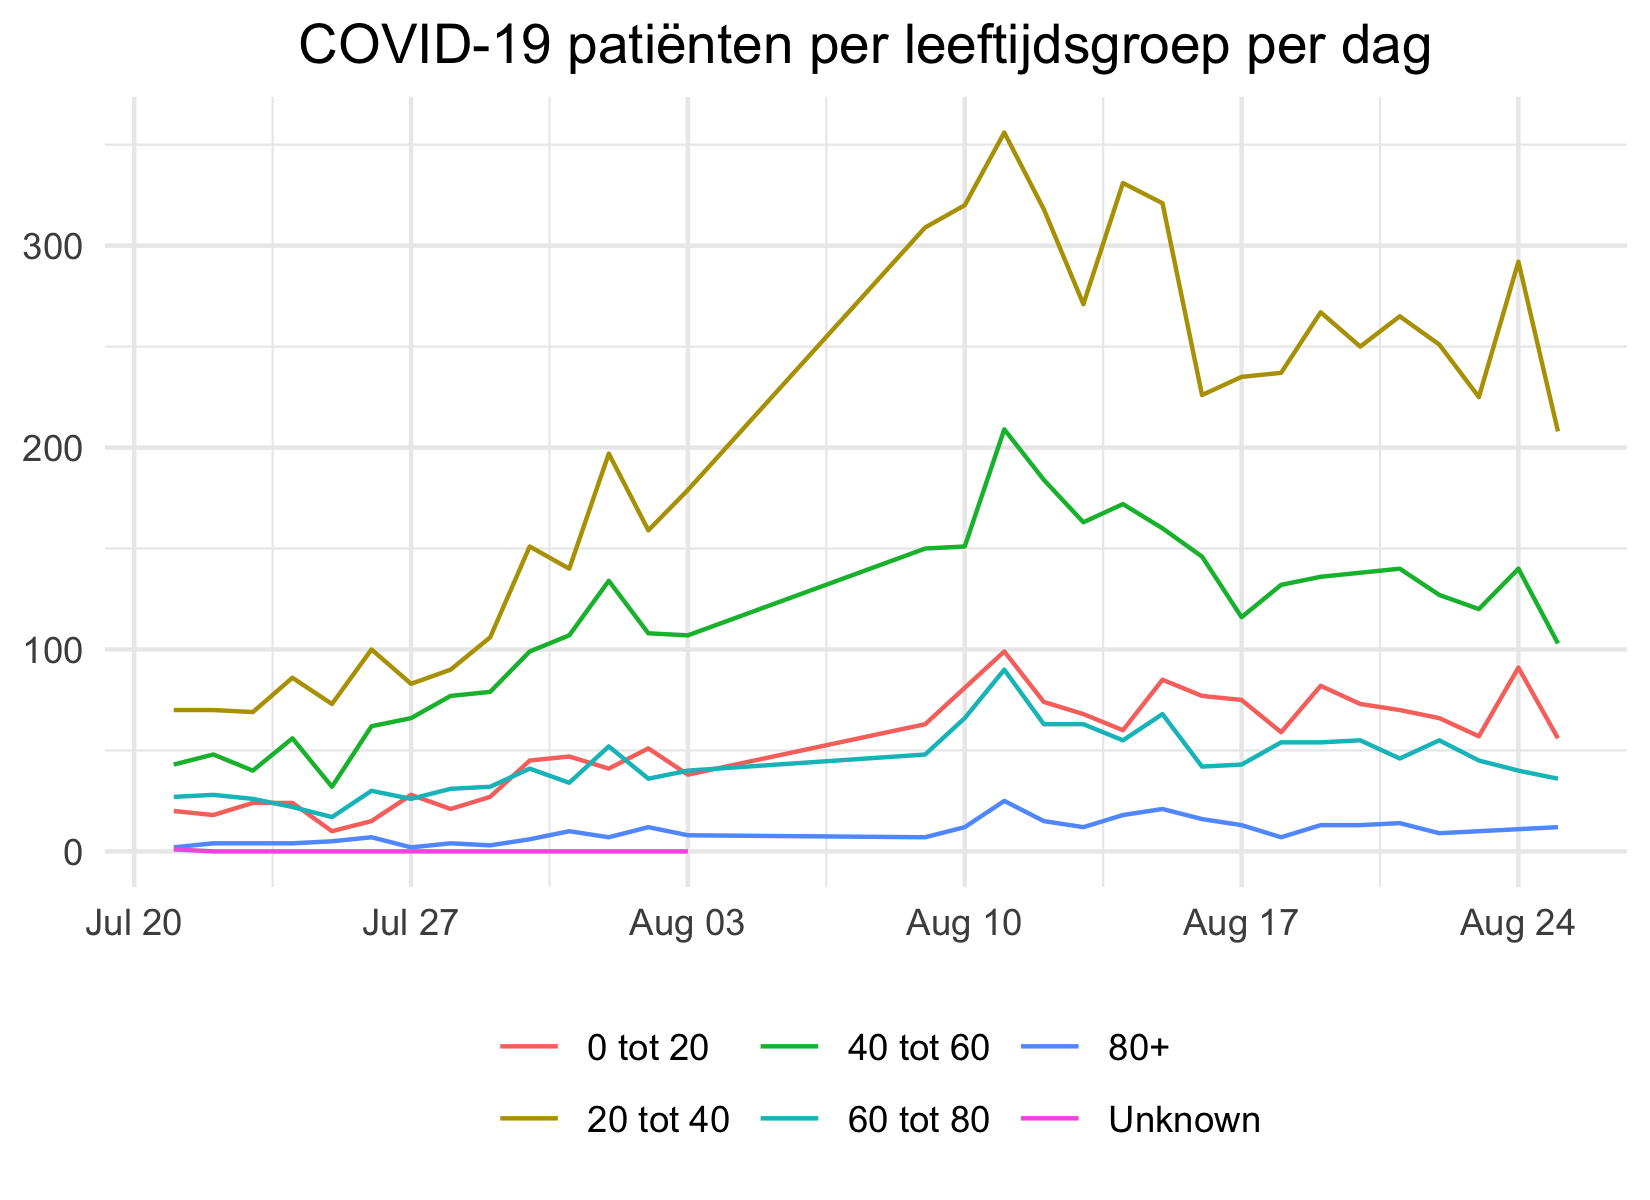 COVID-19 patiënten per leeftijdsgroep per dag
300
200
100
0
Jul 20 Jul 27 Aug 03 Aug 10 Aug 17 Aug 24
0 tot 20 40 tot 60 80+
20 tot 40 60 tot 80 Unknown